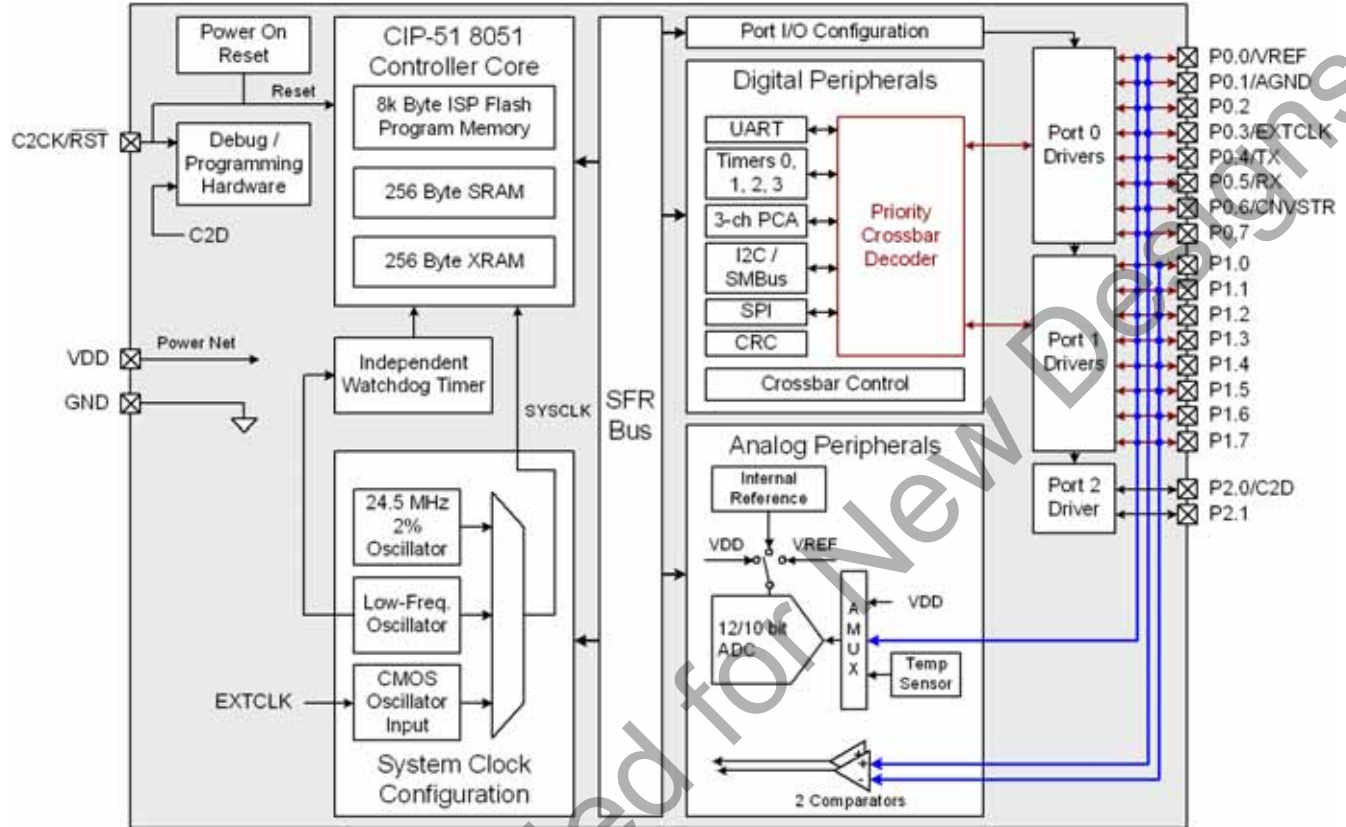 Power On
Reset
Reset
C2CK/RST
Debug /
Programming
Hardware
C2D
VDD
Power Net
GND
CIP-51 8051
Controller Core
8k Byte ISP Flash
Program Memory
256 Byte SRAM
256 Byte XRAM
Independent
Watchdog Timer
SYSCLK
24.5 MHz
2%
Oscillator
Low-Freq.
Oscillator
EXTCLK
CMOS
Oscillator
Input
System Clock
Configuration
SFR
Bus
Port I/O Configuration
Digital Peripherals
UART
Timers 0,
1, 2, 3
3-ch PCA
I2C /
SMBus
SPI
CRC
Priority
Crossbar
Decoder
Crossbar Control
Analog Peripherals
Internal
Reference
VDD
VREF
12/10 bit
ADC
A
M
U
X
VDD
Temp
Sensor
+
+
-
2 Comparators
Port 0
Drivers
Port 1
Drivers
Port 2
Driver
P0.0/VREF
P0.1/AGND
P0.2
P0.3/EXTCLK
P0.4/TX
P0.5/RX
P0.6/CNVSTR
P0.7
P1.0
P1.1
P1.2
P1.3
P1.4
P1.5
P1.6
P1.7
P2.0/C2D
P2.1
ed for New Designs